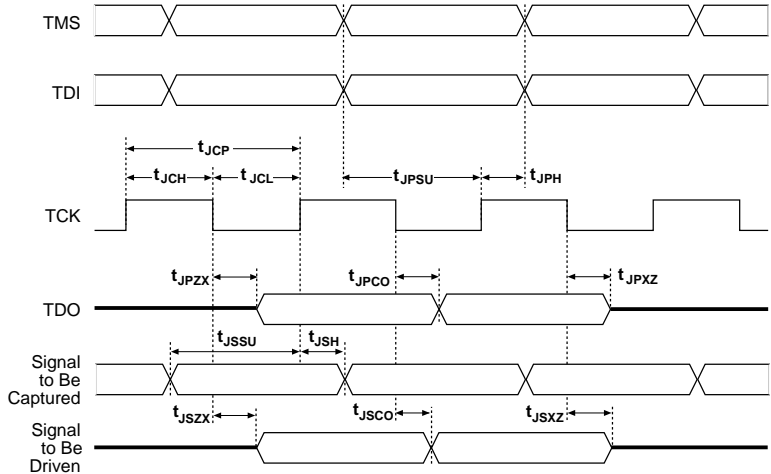 TMS
TDI
tJCP
tJCH
tJCL
tJPSU
tJPH
TCK
tJPZX
tJPCO
tJPXZ
TDO
tJSSU
tJSH
Signal
to Be
Captured
tJSZX
tJSCO
tJSXZ
Signal
to Be
Driven